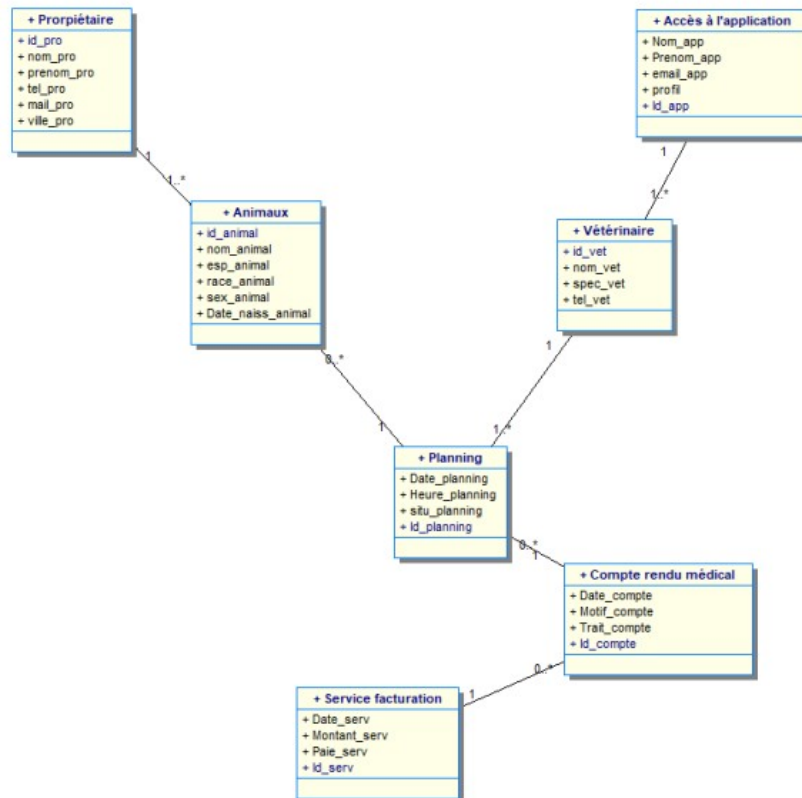 + Prorpiétaire
+ id_pro
+ nom_pro
+ prenom_pro
+ tel_pro
+ mail_pro
+ ville_pro
+ Accès à l'application
+ Nom_app
+ Prenom_app
+ email_app
+ profil
+ Id_app
1
1..*
1
1..*
+ Animaux
+ id_animal
+ nom_animal
+ esp_animal
+ race_animal
+ sex_animal
+ Date_naiss_animal
+ Vétérinaire
+ id_vet
+ nom_vet
+ spec_vet
+ tel_vet
0..*
1
1
1..*
+ Planning
+ Date_planning
+ Heure_planning
+ situ_planning
+ Id_planning
0..*
1
+ Compte rendu médical
+ Date_compte
+ Motif_compte
+ Trait_compte
+ Id_compte
0..*
1
+ Service facturation
+ Date_serv
+ Montant_serv
+ Paie_serv
+ Id_serv